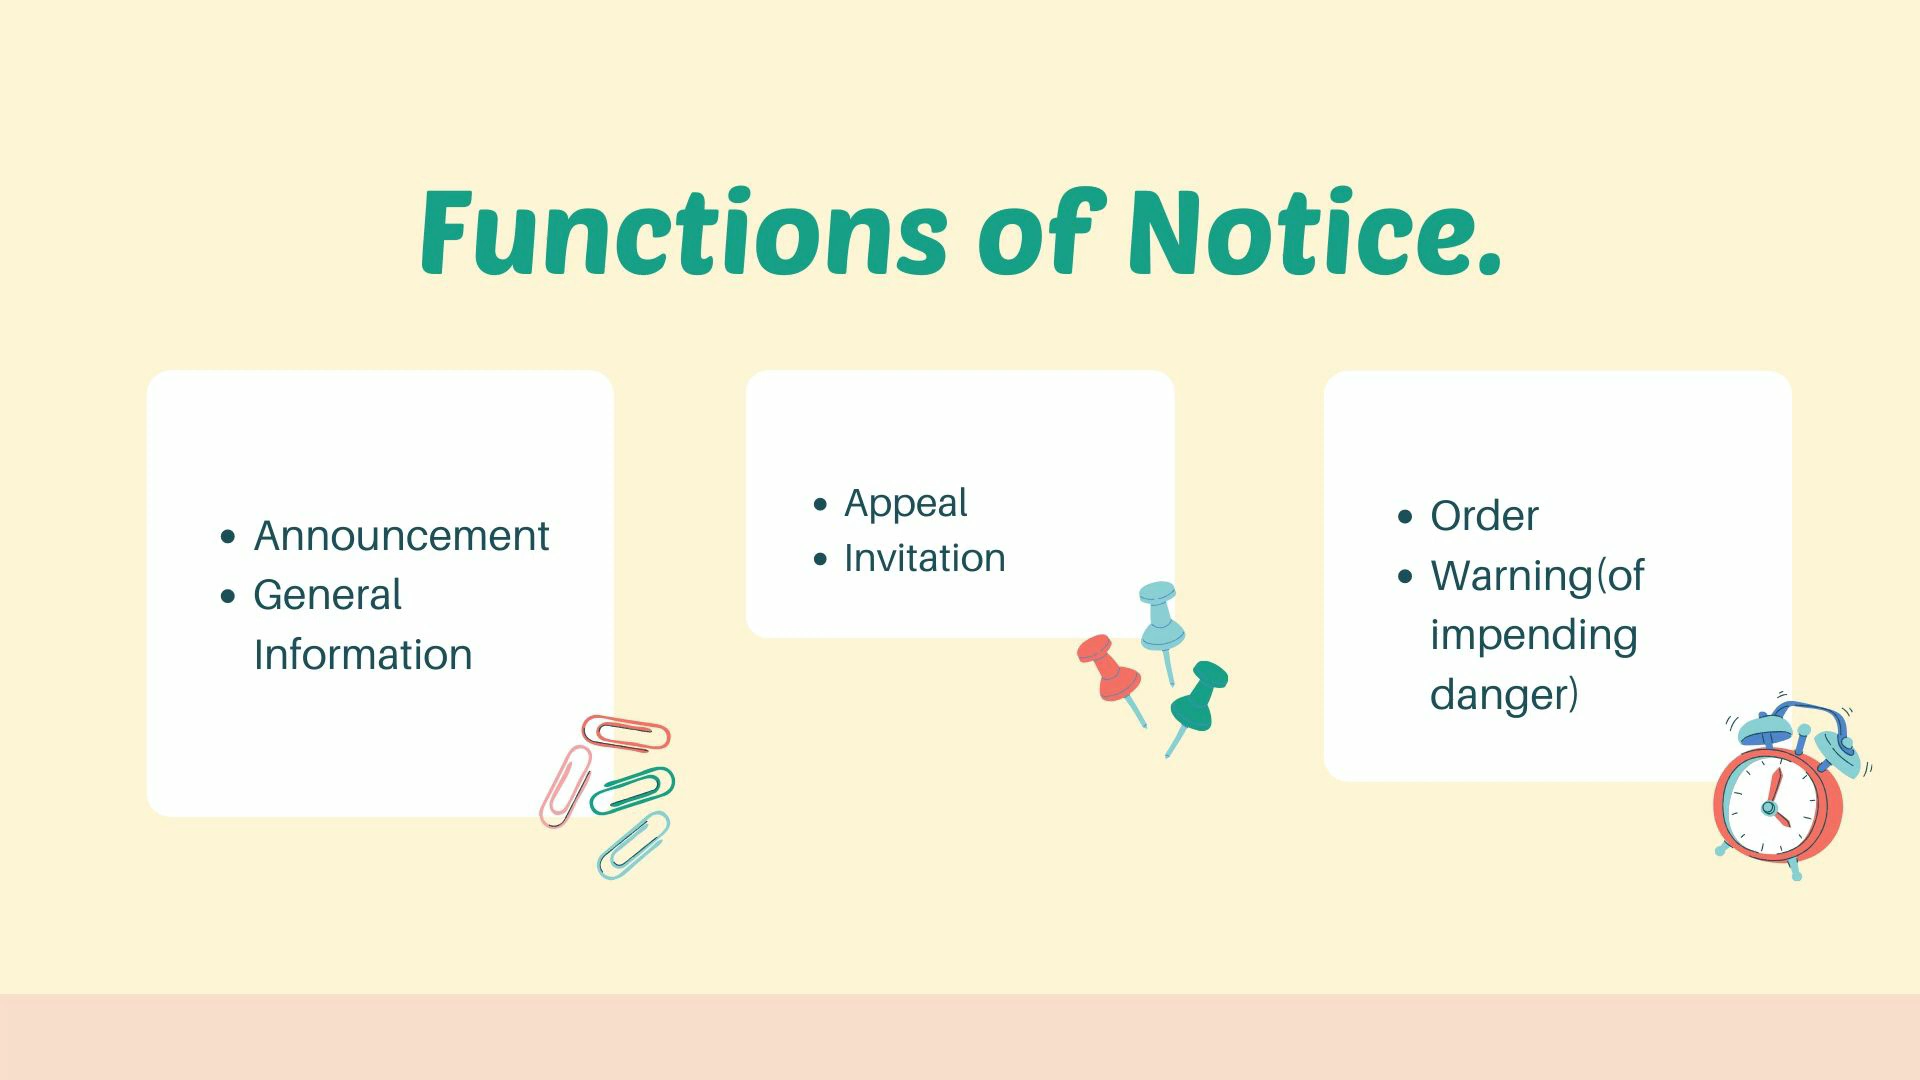 Functions of Notice.
• Announcement
• General
Information
• Appeal
• Invitation
• Order
• Warning(of
impending
danger)